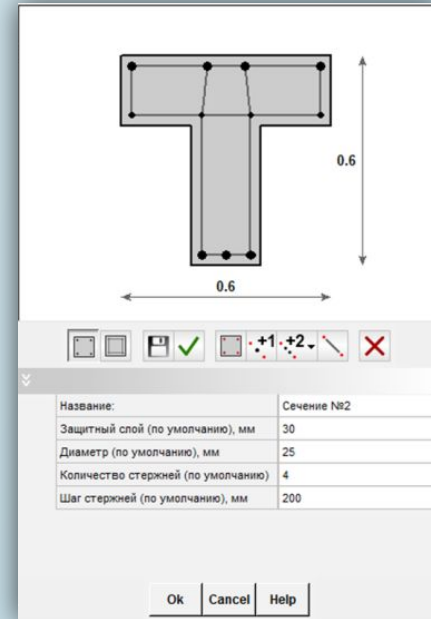 0.6
0.6
+1 +2
Название: Сечение №2
Защитный слой (по умолчанию), мм 30
Диаметр (по умолчанию), мм 25
Количество стержней (по умолчанию) 4
Шаг стержней (по умолчанию), мм 200
Ok Cancel Help